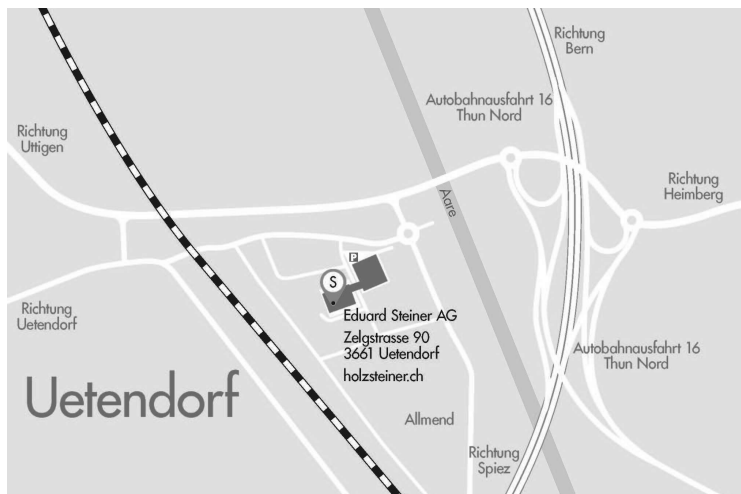 Richtung
Bern
Autobahnausfahrt 16
Thun Nord
Richtung
Uttigen
Richtung
Heimberg
Aare
P
S
Richtung
Uetendorf
Eduard Steiner AG
Zelgstrasse 90
3661 Uetendorf
holzsteiner.ch
Autobahnausfahrt 16
Thun Nord
Uetendorf
Allmend
Richtung
Spiez